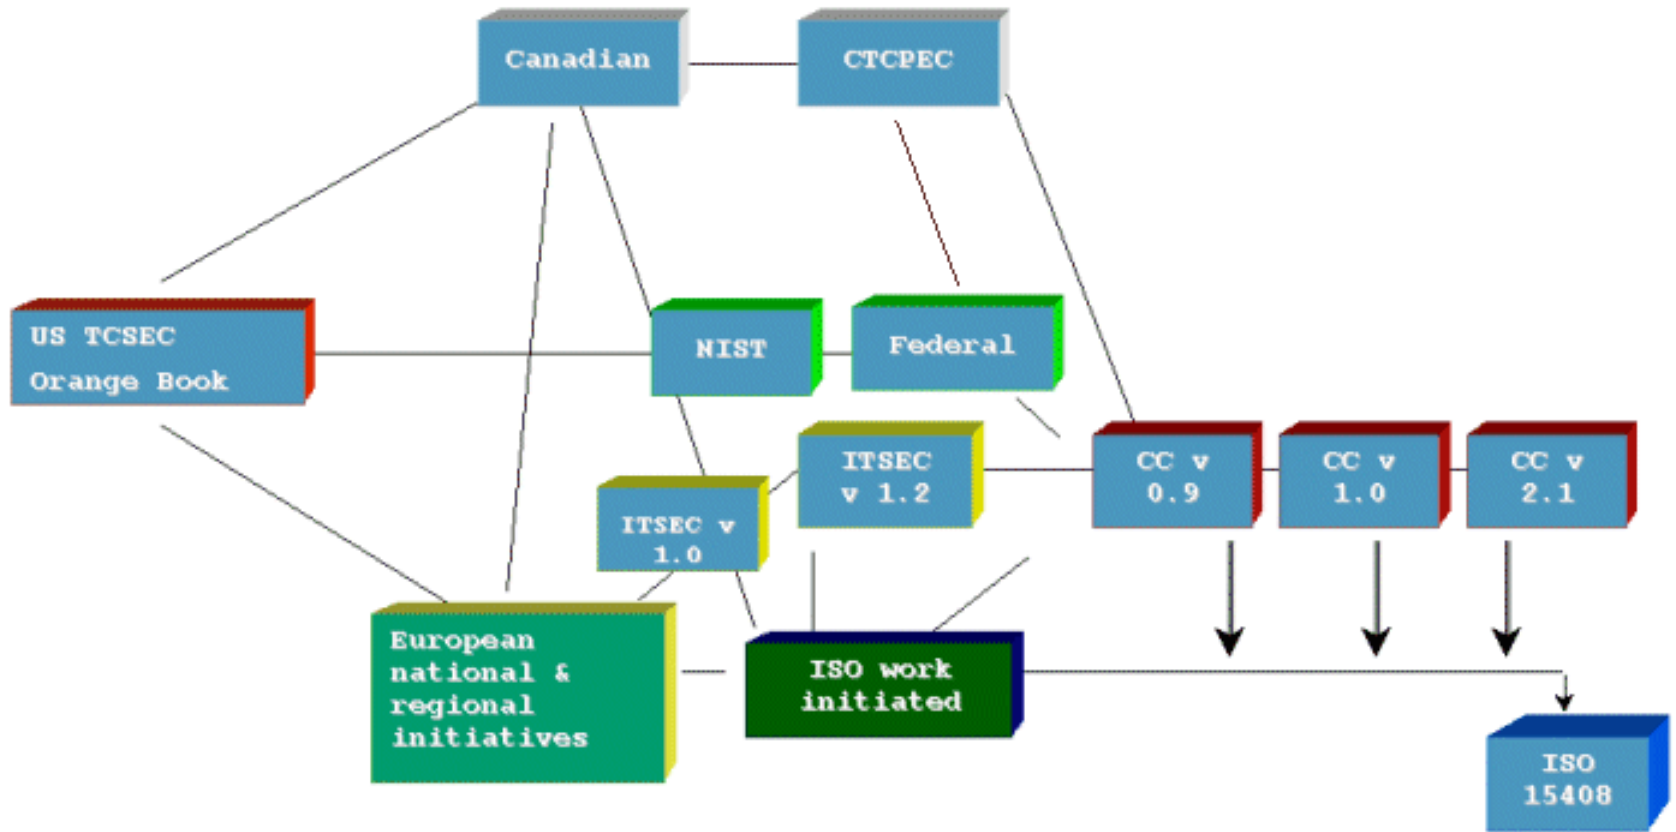 Canadian
CTCPEC
US TCSEC
Orange Book
NIST
Federal
ITSEC
v 1.2
CC v
0.9
CC v
1.0
CC v
2.1
ITSEC v
1.0
European
national &
regional
initiatives
ISO work
initiated
ISO
15408